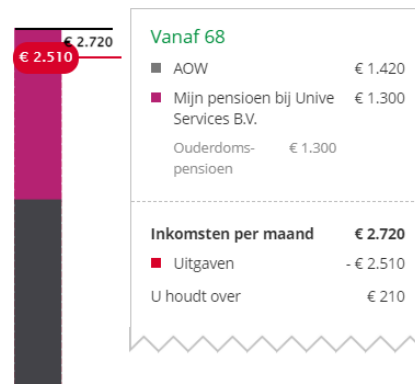 € 2.720
€ 2.510
Vanaf 68
AOW € 1.420
Mijn pensioen bij Unive € 1.300
Services B.V.
Ouderdoms- € 1.300
pensioen
Inkomsten per maand € 2.720
Uitgaven - € 2.510
U houdt over € 210